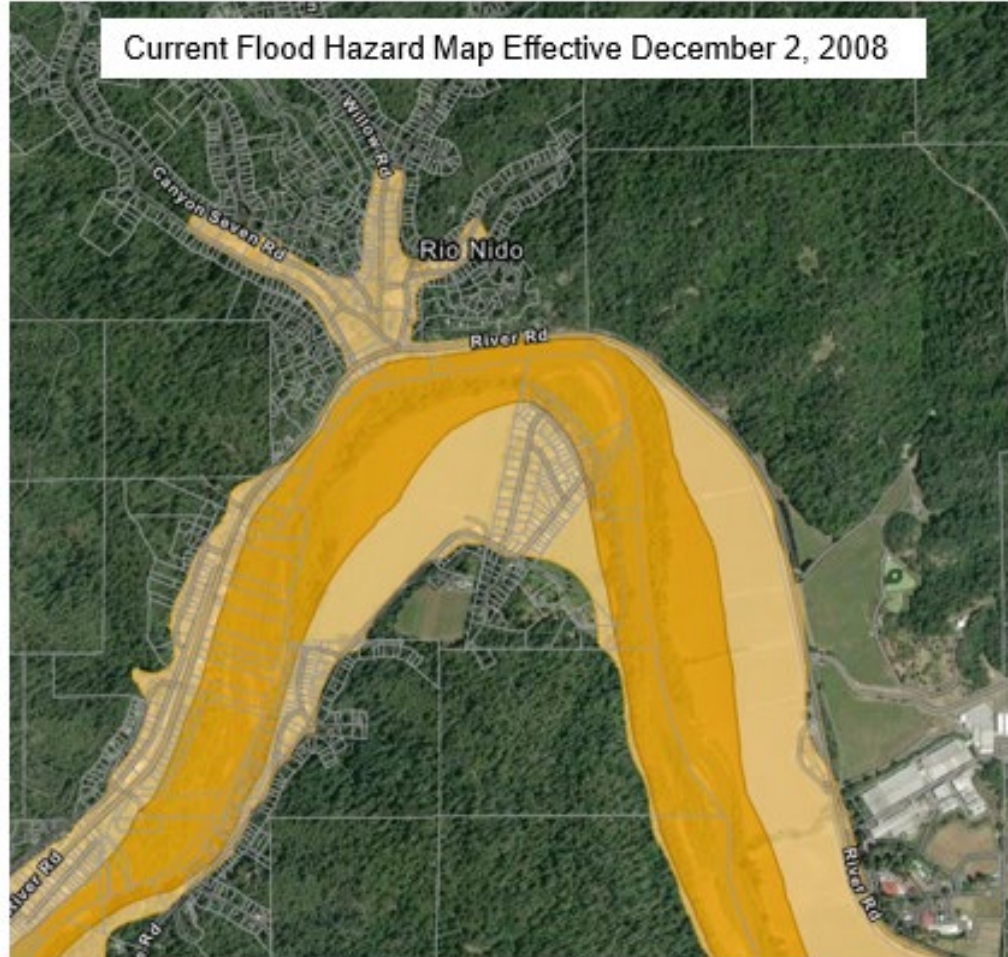 Current Flood Hazard Map Effective December 2, 2008
Willow Rd
Canyon Seven Rd
Rio Nido
River Rd
River Rd
River Rd
Rd